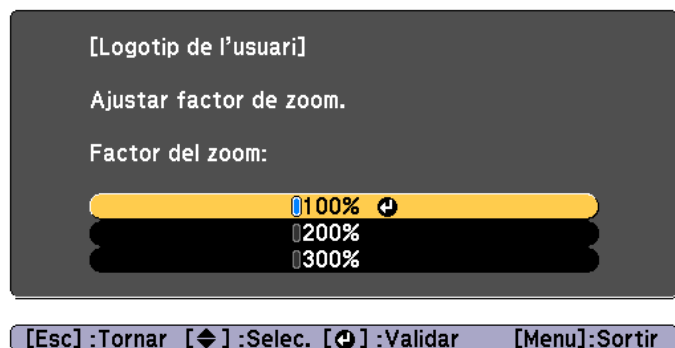 [Logotip de l'usuari]
Ajustar factor de zoom.
Factor del zoom:
100%
200%
300%
[Esc] :Tornar [◆] :Selec. [⏎] :Validar [Menu]:Sortir